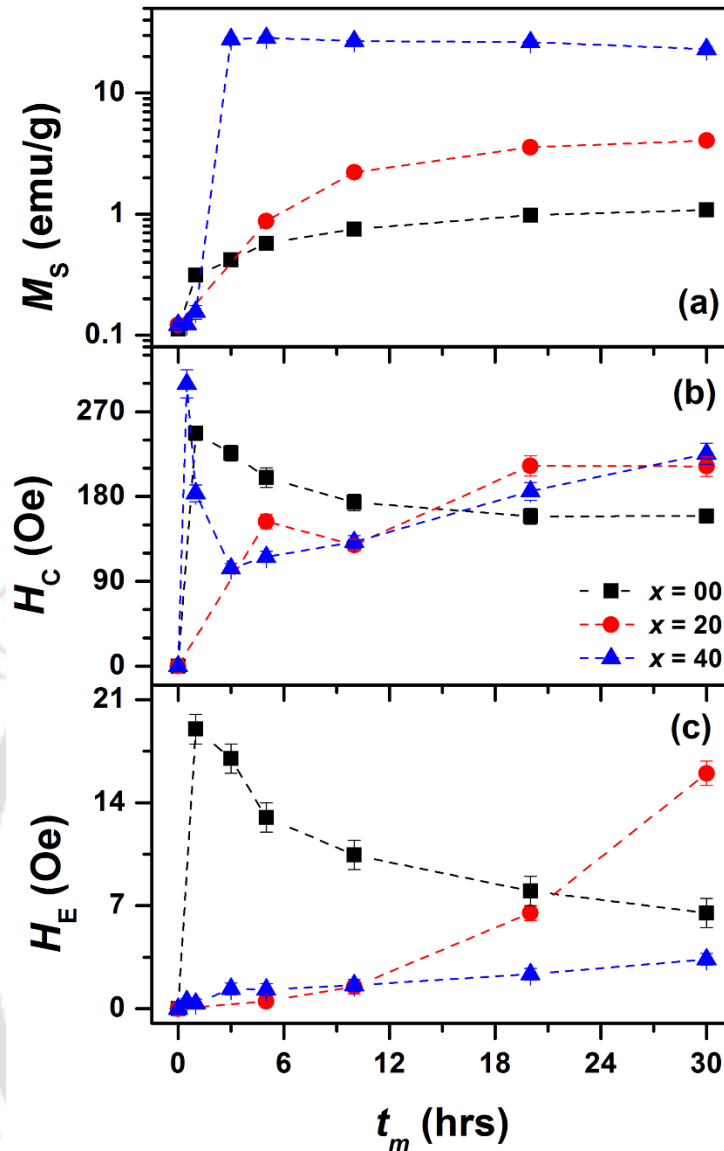 10
1
0.1
M_S (emu/g)
(a)
270
180
90
0
H_C (Oe)
(b)
x = 00
x = 20
x = 40
21
14
7
0
H_E (Oe)
(c)
0 6 12 18 24 30
t_m (hrs)